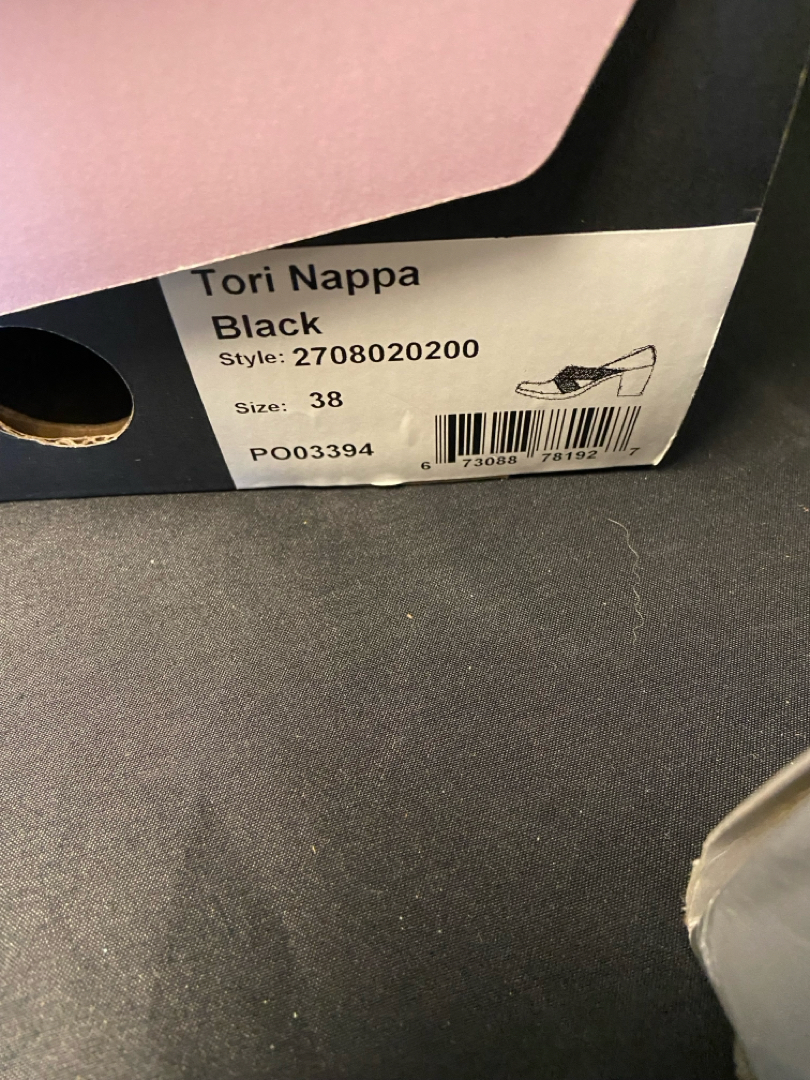 Tori Nappa
Black
Style: 2708020200
Size: 38
PO03394
6 73088 78192 7